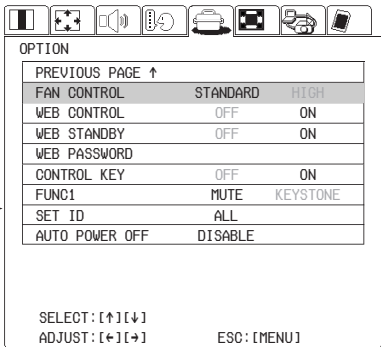 OPTION
PREVIOUS PAGE ↑
FAN CONTROL STANDARD HIGH
WEB CONTROL OFF ON
WEB STANDBY OFF ON
WEB PASSWORD
CONTROL KEY OFF ON
FUNC1 MUTE KEYSTONE
SET ID ALL
AUTO POWER OFF DISABLE
SELECT:[↑][↓]
ADJUST:[←][→] ESC:[MENU]